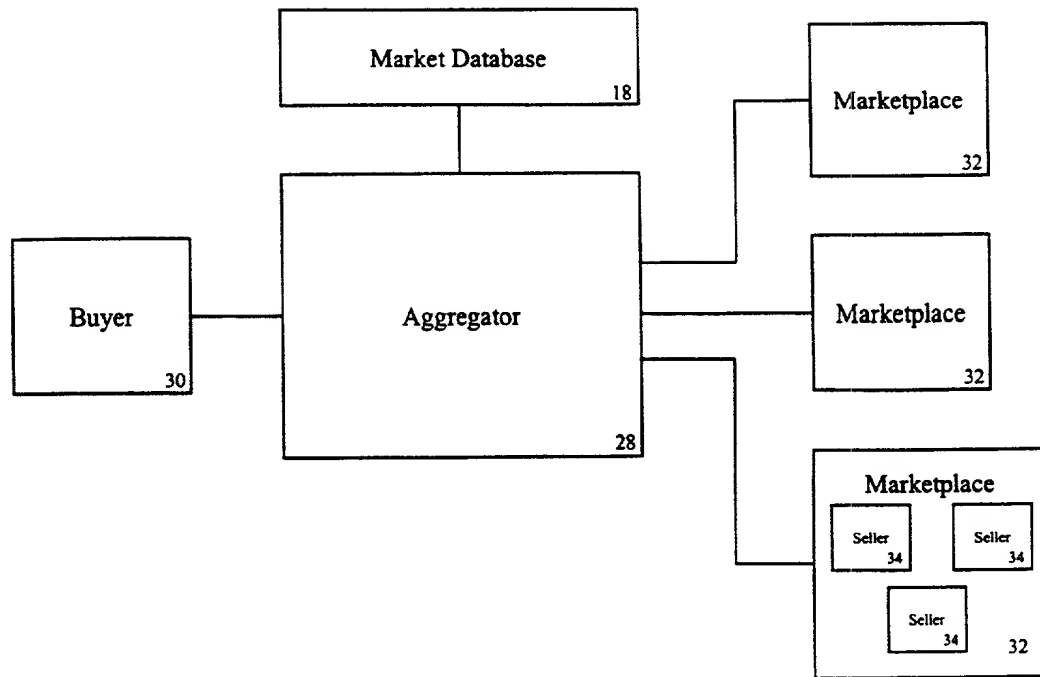 Market Database
18
Marketplace
32
Buyer
30
Aggregator
28
Marketplace
32
Marketplace
Seller
34
Seller
34
Seller
34
32